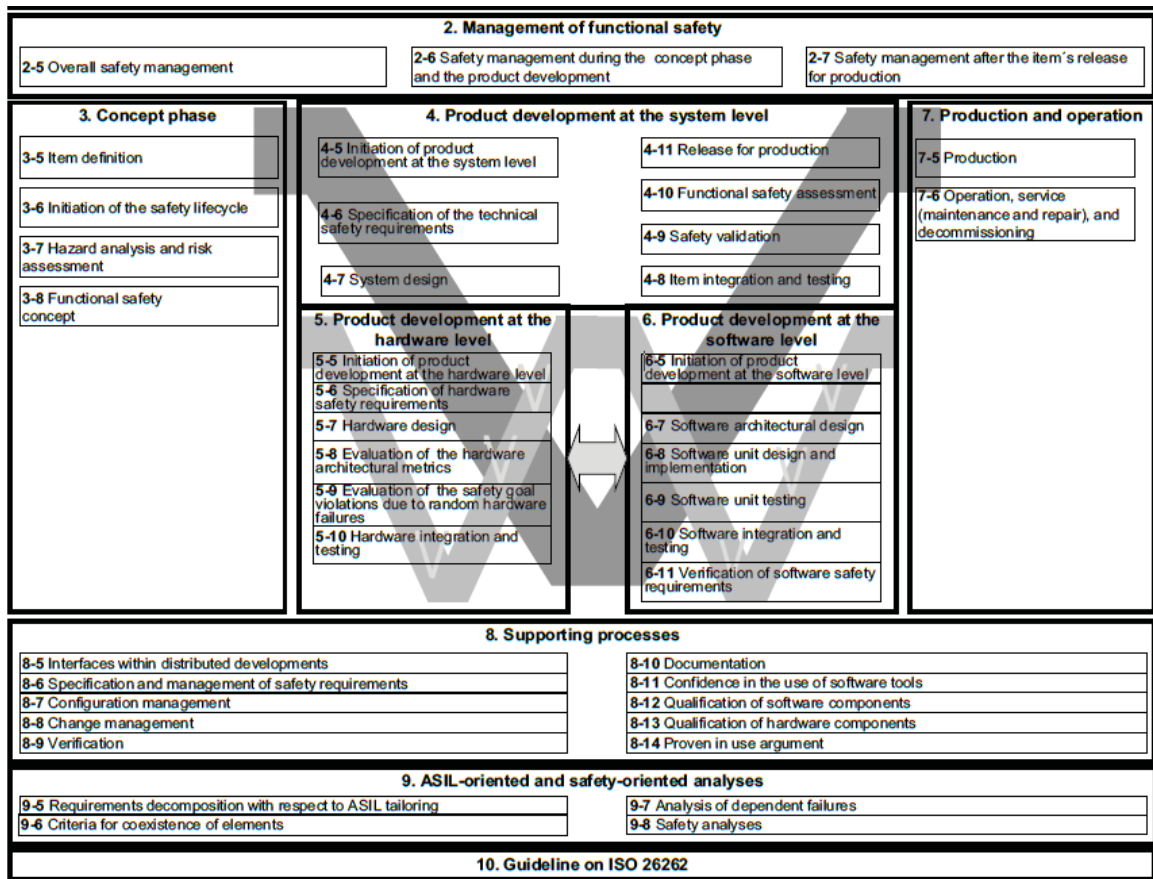 2. Management of functional safety
2-5 Overall safety management
2-6 Safety management during the concept phase
and the product development
2-7 Safety management after the item´s release
for production
3. Concept phase
3-5 Item definition
3-6 Initiation of the safety lifecycle
3-7 Hazard analysis and risk
assessment
3-8 Functional safety
concept
4. Product development at the system level
4-5 Initiation of product
development at the system level
4-6 Specification of the technical
safety requirements
4-7 System design
4-11 Release for production
4-10 Functional safety assessment
4-9 Safety validation
4-8 Item integration and testing
7. Production and operation
7-5 Production
7-6 Operation, service
(maintenance and repair), and
decommissioning
5. Product development at the
hardware level
5-5 Initiation of product
development at the hardware level
5-6 Specification of hardware
safety requirements
5-7 Hardware design
5-8 Evaluation of the hardware
architectural metrics
5-9 Evaluation of the safety goal
violations due to random hardware
failures
5-10 Hardware integration and
testing
6. Product development at the
software level
6-5 Initiation of product
development at the software level
6-7 Software architectural design
6-8 Software unit design and
implementation
6-9 Software unit testing
6-10 Software integration and
testing
6-11 Verification of software safety
requirements
8. Supporting processes
8-5 Interfaces within distributed developments
8-6 Specification and management of safety requirements
8-7 Configuration management
8-8 Change management
8-9 Verification
8-10 Documentation
8-11 Confidence in the use of software tools
8-12 Qualification of software components
8-13 Qualification of hardware components
8-14 Proven in use argument
9. ASIL-oriented and safety-oriented analyses
9-5 Requirements decomposition with respect to ASIL tailoring
9-6 Criteria for coexistence of elements
9-7 Analysis of dependent failures
9-8 Safety analyses
10. Guideline on ISO 26262